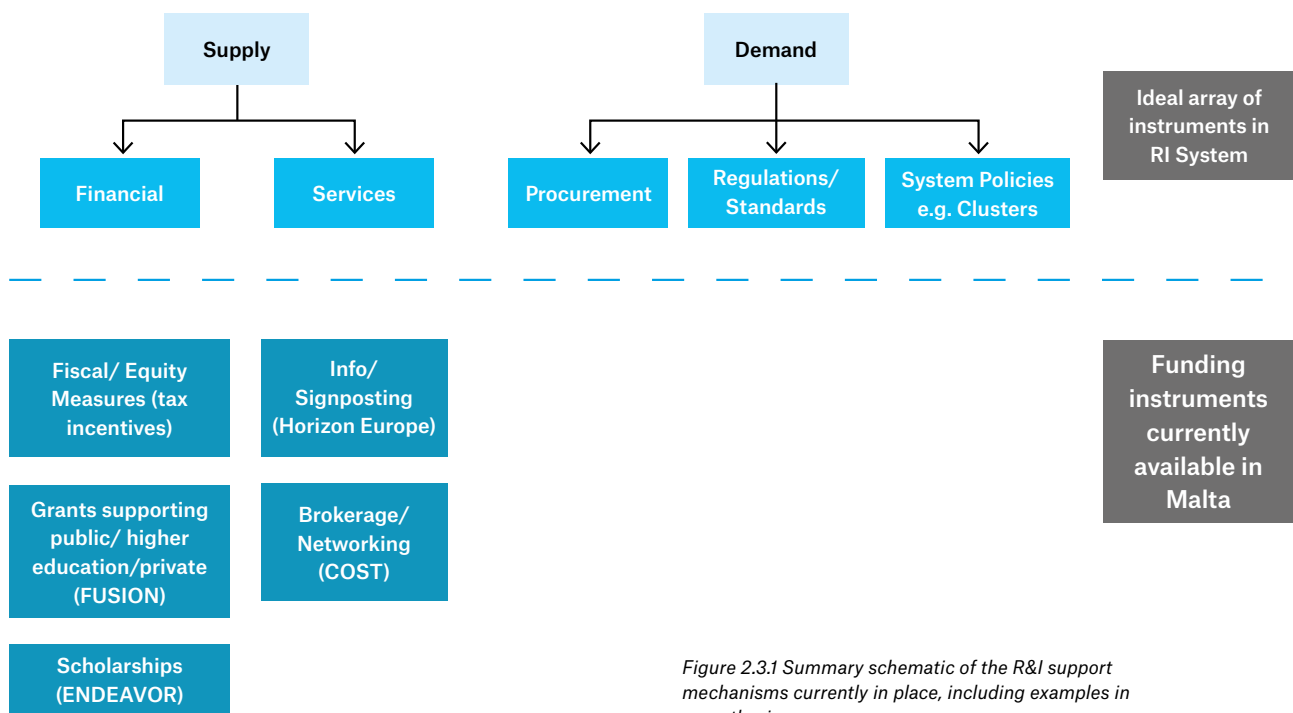 Supply
Demand
Ideal array of
instruments in
RI System
Financial
Services
Procurement
Regulations/
Standards
System Policies
e.g. Clusters
Fiscal/ Equity
Measures (tax
incentives)
Info/
Signposting
(Horizon Europe)
Funding
instruments
currently
available in
Malta
Grants supporting
public/ higher
education/private
(FUSION)
Brokerage/
Networking
(COST)
Scholarships
(ENDEAVOR)
Figure 2.3.1 Summary schematic of the R&I support
mechanisms currently in place, including examples in